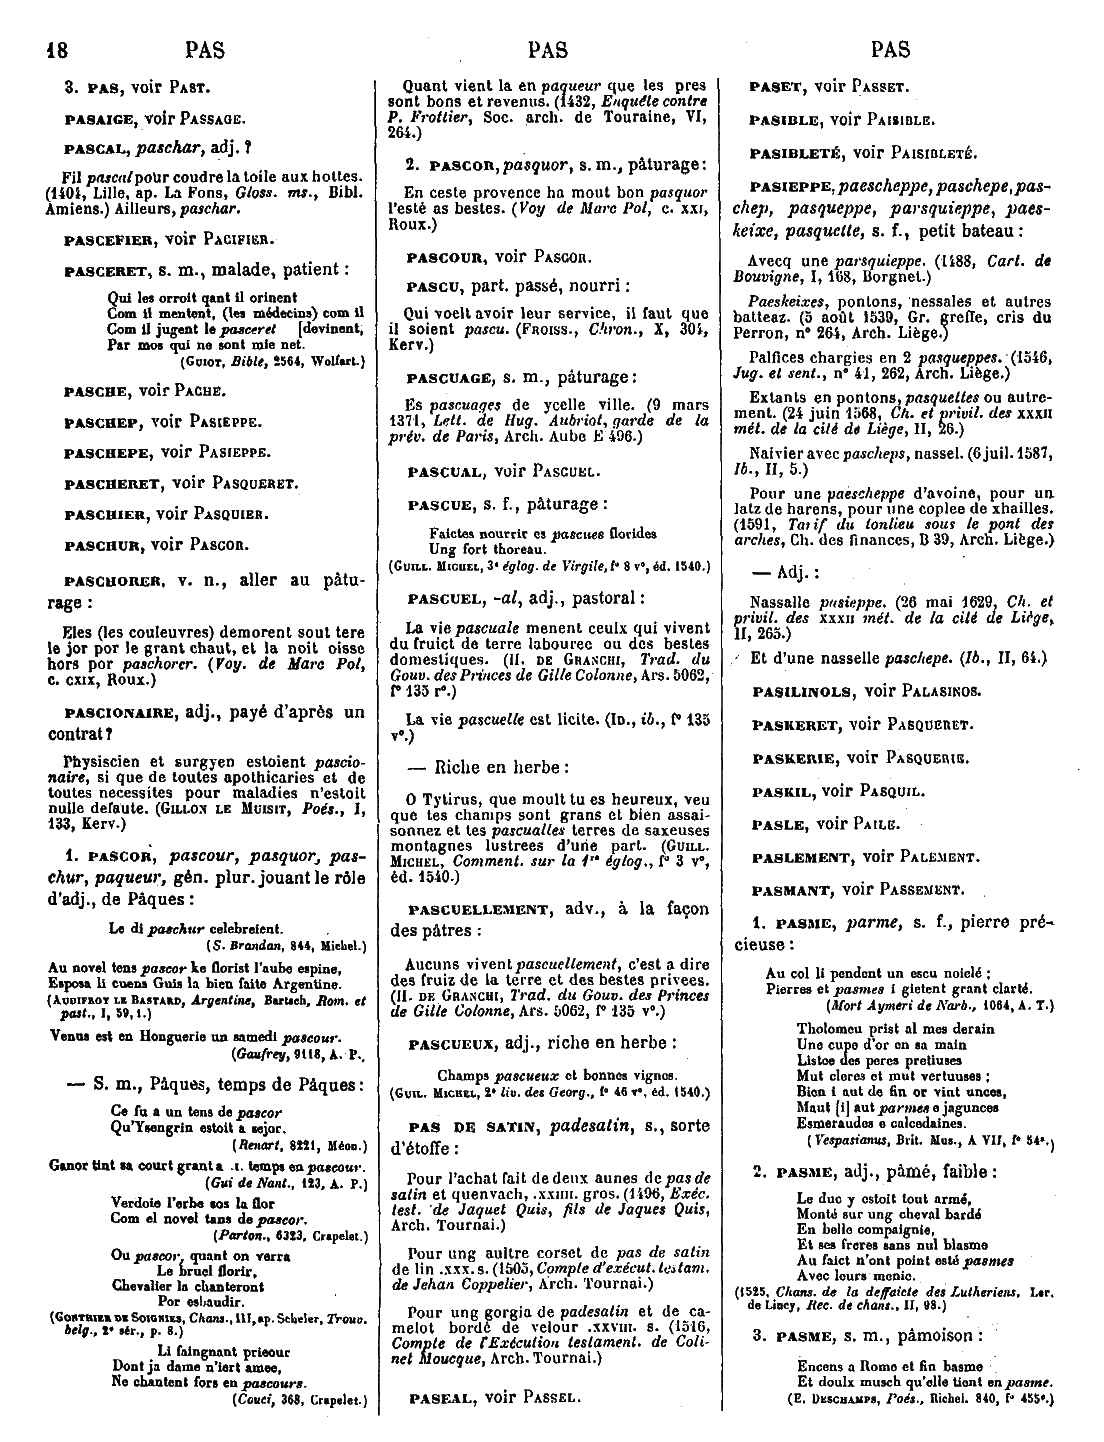 18 PAS PAS PAS
3. PAS, voir PAST.
PASAIGE, voir PASSAGE.
PASCAL, paschar, adj. ?
Fil pascal pour coudre la toile aux hottes.
(1404, Lille, ap. La Fons, Gloss. ms., Bibl.
Amiens.) Ailleurs, paschar.
PASCEFIER, voir PACIFIER.
PASCERET, s. m., malade, patient :
Qui les orroit qant il orinent
Com il mentent, (les médecins) com il
Com il jugent le pasceret [devinent,
Par mos qui ne sont mie net.
(GUIOT, Bible, 2564, Wolfart.)
PASCHE, voir PACHE.
PASCHEP, voir PASIEPPE.
PASCHEPE, voir PASIEPPE.
PASCHERET, voir PASQUERET.
PASCHIER, voir PASQUIER.
PASCHUR, voir PASCOR.
PASCHORER, v. n., aller au pâtu-
rage :
Eles (les couleuvres) demorent sout tere
le jor por le grant chaut, et la noit oisse
hors por paschorer. (Voy. de Marc Pol,
c. CXIX, Roux.)
PASCIONAIRE, adj., payé d'après un
contrat ?
Physiscien et surgyen estoient pascio-
naire, si que de toutes apothicaries et de
toutes necessites pour maladies n'estoit
nulle defaute. (GILLON LE MUISIT, Poés., I,
133, Kerv.)
1. PASCOR, pascour, pasquor, pas-
chur, paqueur, gén. plur. jouant le rôle
d'adj., de Pâques :
Le di paschur celebreient.
(S. Brandan, 844, Michel.)
Au novel tens pascor ke florist l'aube espine,
Esposa li cuens Guis la bien faite Argentine.
(AUDIFROY LE BASTARD, Argentine, Bartsch, Rom. et
past., I, 59, 1.)
Venus est en Honguerie un samedi pascour.
(Gaufrey, 9118, A. P.,
— S. m., Pâques, temps de Pâques :
Ce fu a un tens de pascor
Qu'Ysengrin estoit a sejor.
(Renart, 8221, Méon.)
Ganor tint sa court grant a .I. temps en pascour.
(Gui de Nant., 123, A. P.)
Verdoie l'erbe sos la flor
Com el novel tans de pascor.
(Parton., 6323, Crapelet.)
Ou pascor, quant on verra
Le bruel florir,
Chevalier la chanteront
Por esbaudir.
(GONTHIER DE SOIGNIES, Chans., III, ap. Scheler, Trouv.
belg., 2e sér., p. 8.)
Li faingnant prieour
Dont ja dame n'iert amee,
Ne chantent fors en pascours.
(Couci, 368, Crapelet.)
Quant vient la en paqueur que les pres
sont bons et revenus. (1432, Enquête contre
P. Frottier, Soc. arch. de Touraine, VI,
264.)
2. PASCOR, pasquor, s. m., pâturage :
En ceste provence ha mout bon pasquor
l'esté as bestes. (Voy de Marc Pol, c. XXI,
Roux.)
PASCOUR, voir PASCOR.
PASCU, part. passé, nourri :
Qui voelt avoir leur service, il faut que
il soient pascu. (FROISS., Chron., X, 304,
Kerv.)
PASCUAGE, s. m., pâturage :
Es pascuages de ycelle ville. (9 mars
1371, Lett. de Hug. Aubriot, garde de la
prév. de Paris, Arch. Aube E 496.)
PASCUAL, voir PASCUEL.
PASCUE, s. f., pâturage :
Faictes nourrir es pascues florides
Ung fort thoreau.
(GUILL. MICHEL, 3e églog. de Virgile, fo 8 vo, éd. 1540.)
PASCUEL, -al, adj., pastoral :
La vie pascuale menent ceulx qui vivent
du fruict de terre labouree ou des bestes
domestiques. (H. DE GRANCHI, Trad. du
Gouv. des Princes de Gille Colonne, Ars. 5062,
fo 135 ro.)
La vie pascuelle est licite. (ID., ib., fo 135
vo.)
— Riche en herbe :
O Tytirus, que moult tu es heureux, veu
que tes champs sont grans et bien assai-
sonnez et tes pascualles terres de saxeuses
montagnes lustrees d'une part. (GUILL.
MICHEL, Comment. sur la 1re églog., fo 3 vo,
éd. 1540.)
PASCUELLEMENT, adv., à la façon
des pâtres :
Aucuns vivent pascuellement, c'est a dire
des fruiz de la terre et des bestes privees.
(H. DE GRANCHI, Trad. du Gouv. des Princes
de Gille Colonne, Ars. 5062, fo 135 vo.)
PASCUEUX, adj., riche en herbe :
Champs pascueux et bonnes vignes.
(GUIL. MICHEL, 2e liv. des Georg., fo 46 vo, éd. 1540.)
PAS DE SATIN, padesatin, s., sorte
d'étoffe :
Pour l'achat fait de deux aunes de pas de
satin et quenvach, .XXIIII. gros. (1496, Exéc.
test. de Jaquet Quis, fils de Jaques Quis,
Arch. Tournai.)
Pour ung aultre corset de pas de satin
de lin .XXX. s. (1505, Compte d'exécut. testam.
de Jehan Coppelier, Arch. Tournai.)
Pour ung gorgia de padesatin et de ca-
melot bordé de velour .XXVIII. s. (1516,
Compte de l'Exécution testament. de Coli-
net Moucque, Arch. Tournai.)
PASEAL, voir PASSEL.
PASET, voir PASSET.
PASIBLE, voir PAISIBLE.
PASIBLETÉ, voir PAISIBLETÉ.
PASIEPPE, paescheppe, paschepe, pas-
chep, pasqueppe, parsquieppe, paes-
keixe, pasquette, s. f., petit bateau :
Avecq une parsquieppe. (1488, Cart. de
Bouvigne, I, 168, Borgnet.)
Paeskeixes, pontons, nessales et autres
batteaz. (5 août 1539, Gr. greffe, cris du
Perron, no 264, Arch. Liège.)
Palfices chargies en 2 pasqueppes. (1546,
Jug. et sent., no 41, 262, Arch. Liège.)
Extants en pontons, pasquettes ou autre-
ment. (24 juin 1568, Ch. et privil. des XXXII
mét. de la cité de Liège, II, 26.)
Naivier avec pascheps, nassel. (6 juil. 1587,
Ib., II, 5.)
Pour une paescheppe d'avoine, pour un
latz de harens, pour une coplee de xhailles.
(1591, Tarif du tonlieu sous le pont des
arches, Ch. des finances, B 39, Arch. Liège.)
— Adj. :
Nassalle pasieppe. (26 mai 1629, Ch. et
privil. des XXXII mét. de la cité de Liège,
II, 265.)
Et d'une nasselle paschepe. (Ib., II, 64.)
PASILINOLS, voir PALASINOS.
PASKERET, voir PASQUERET.
PASKERIE, voir PASQUERIE.
PASKIL, voir PASQUIL.
PASLE, voir PAILE.
PASLEMENT, voir PALEMENT.
PASMANT, voir PASSEMENT.
1. PASME, parme, s. f., pierre pré-
cieuse :
Au col li pendent un escu noielé ;
Pierres et pasmes i gietent grant clarté.
(Mort Aymeri de Narb., 1064, A. T.)
Tholomeu prist al mes derain
Une cupe d'or en sa main
Listee des peres pretiuses
Mut cleres et mut vertuuses ;
Bien i aut de fin or vint unces,
Maut [i] aut parmes e jagunces
Esmeraudes e calcedaines.
(Vespasianus, Brit. Mus., A VII, fo 54a.)
2. PASME, adj., pâmé, faible :
Le duc y estoit tout armé,
Monté sur ung cheval bardé
En belle compaignie,
Et ses freres sans nul blasme
Au faict n'ont point esté pasmes
Avec leurs menie.
(1525, Chans. de la deffaicte des Lutheriens, Ler.
de Lincy, Rec. de chans., II, 98.)
3. PASME, s. m., pâmoison :
Encens a Rome et fin basme
Et doulx musch qu'elle tient en pasme.
(E. DESCHAMPS, Poés., Richel. 840, fo 455a.)